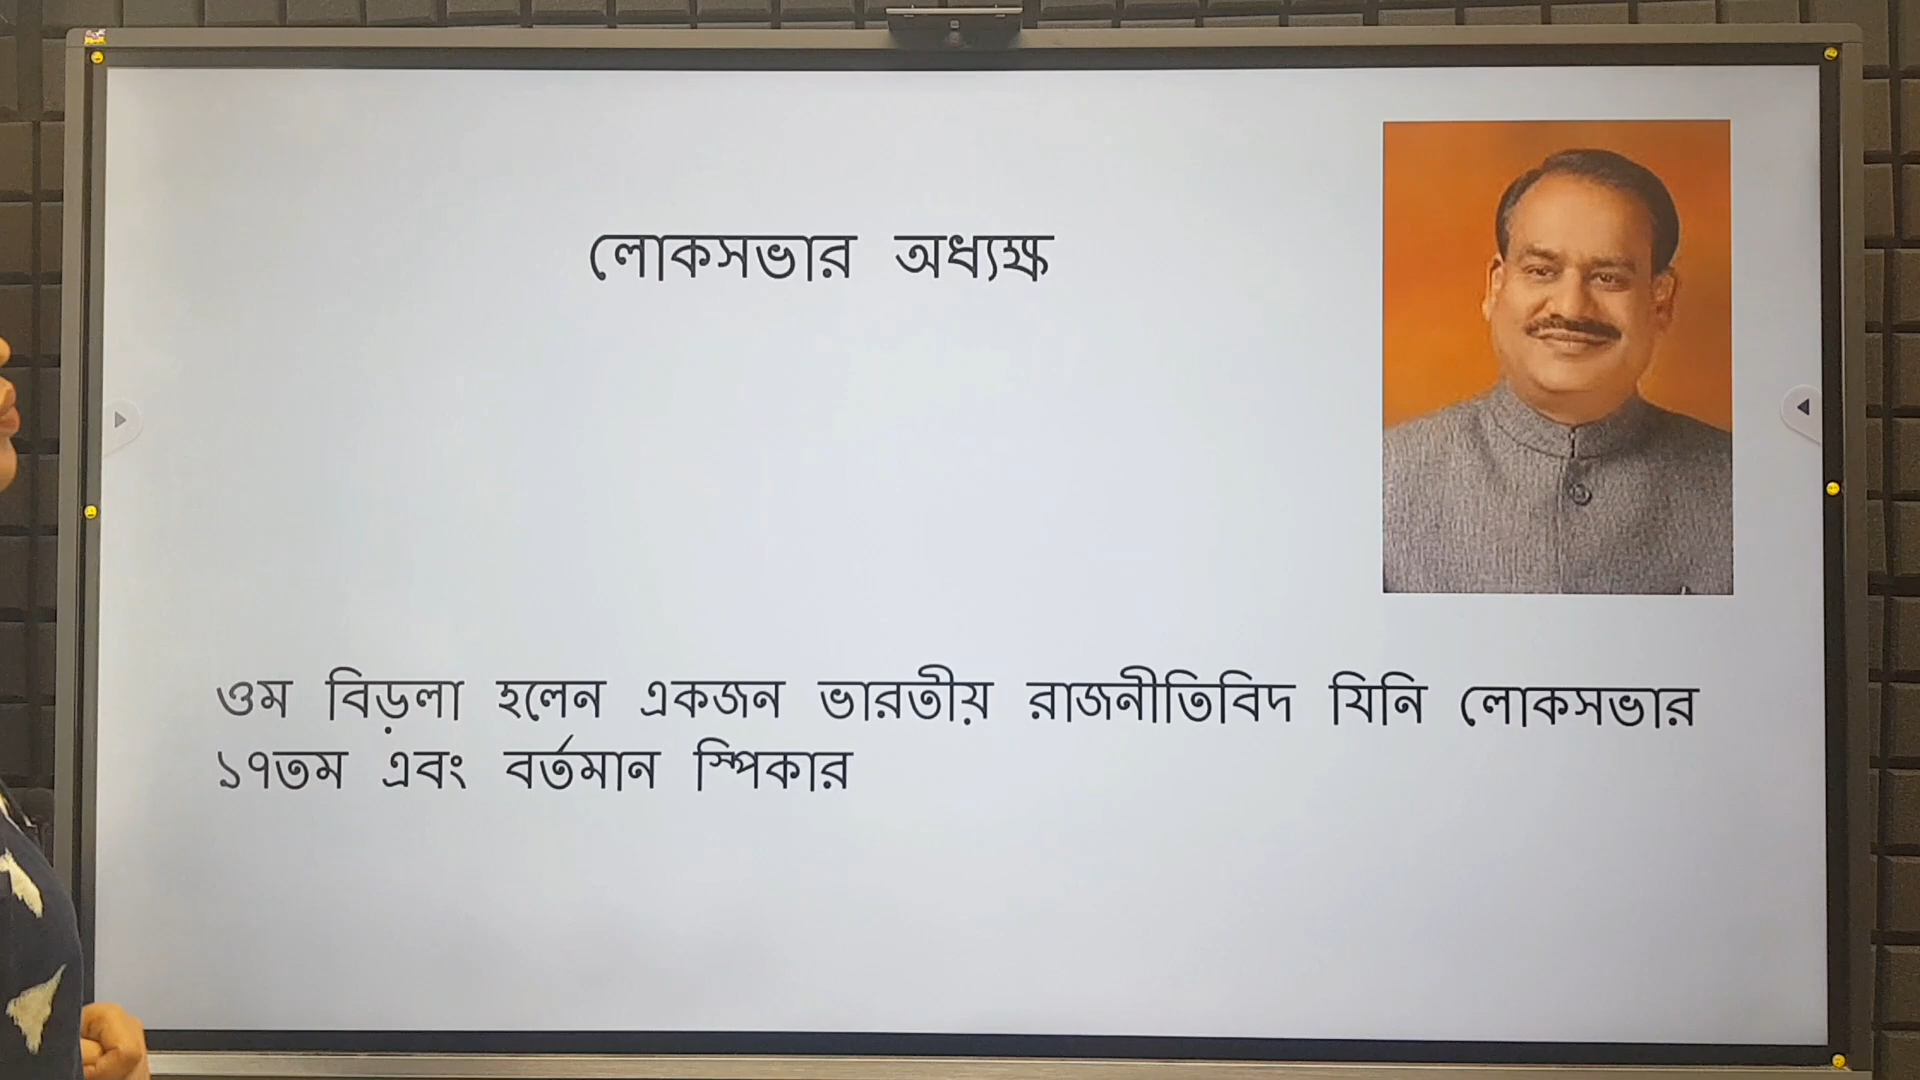 লোকসভার অধ্যক্ষ
ওম বিড়লা হলেন একজন ভারতীয় রাজনীতিবিদ যিনি লোকসভার
১৭তম এবং বর্তমান স্পিকার